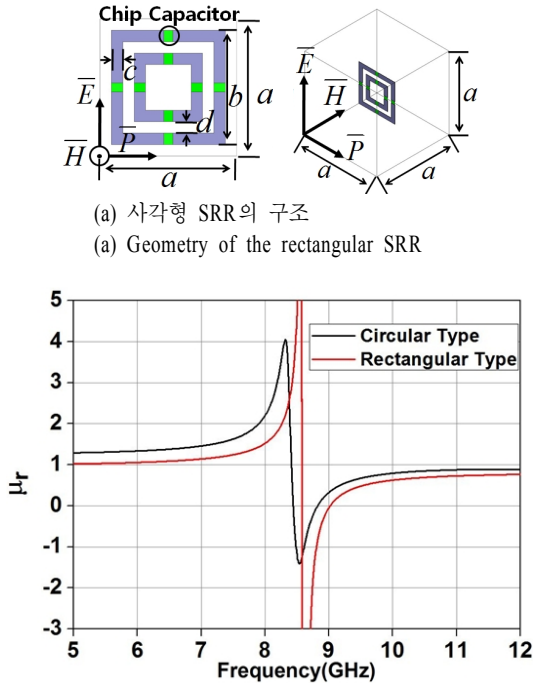 Chip Capacitor
c
b
a
d
E
H
P
a
E
H
P
a
a
a
(a) 사각형 SRR의 구조
(a) Geometry of the rectangular SRR
5
4
3
2
1
0
-1
-2
-3
μr
Circular Type
Rectangular Type
5 6 7 8 9 10 11 12
Frequency(GHz)